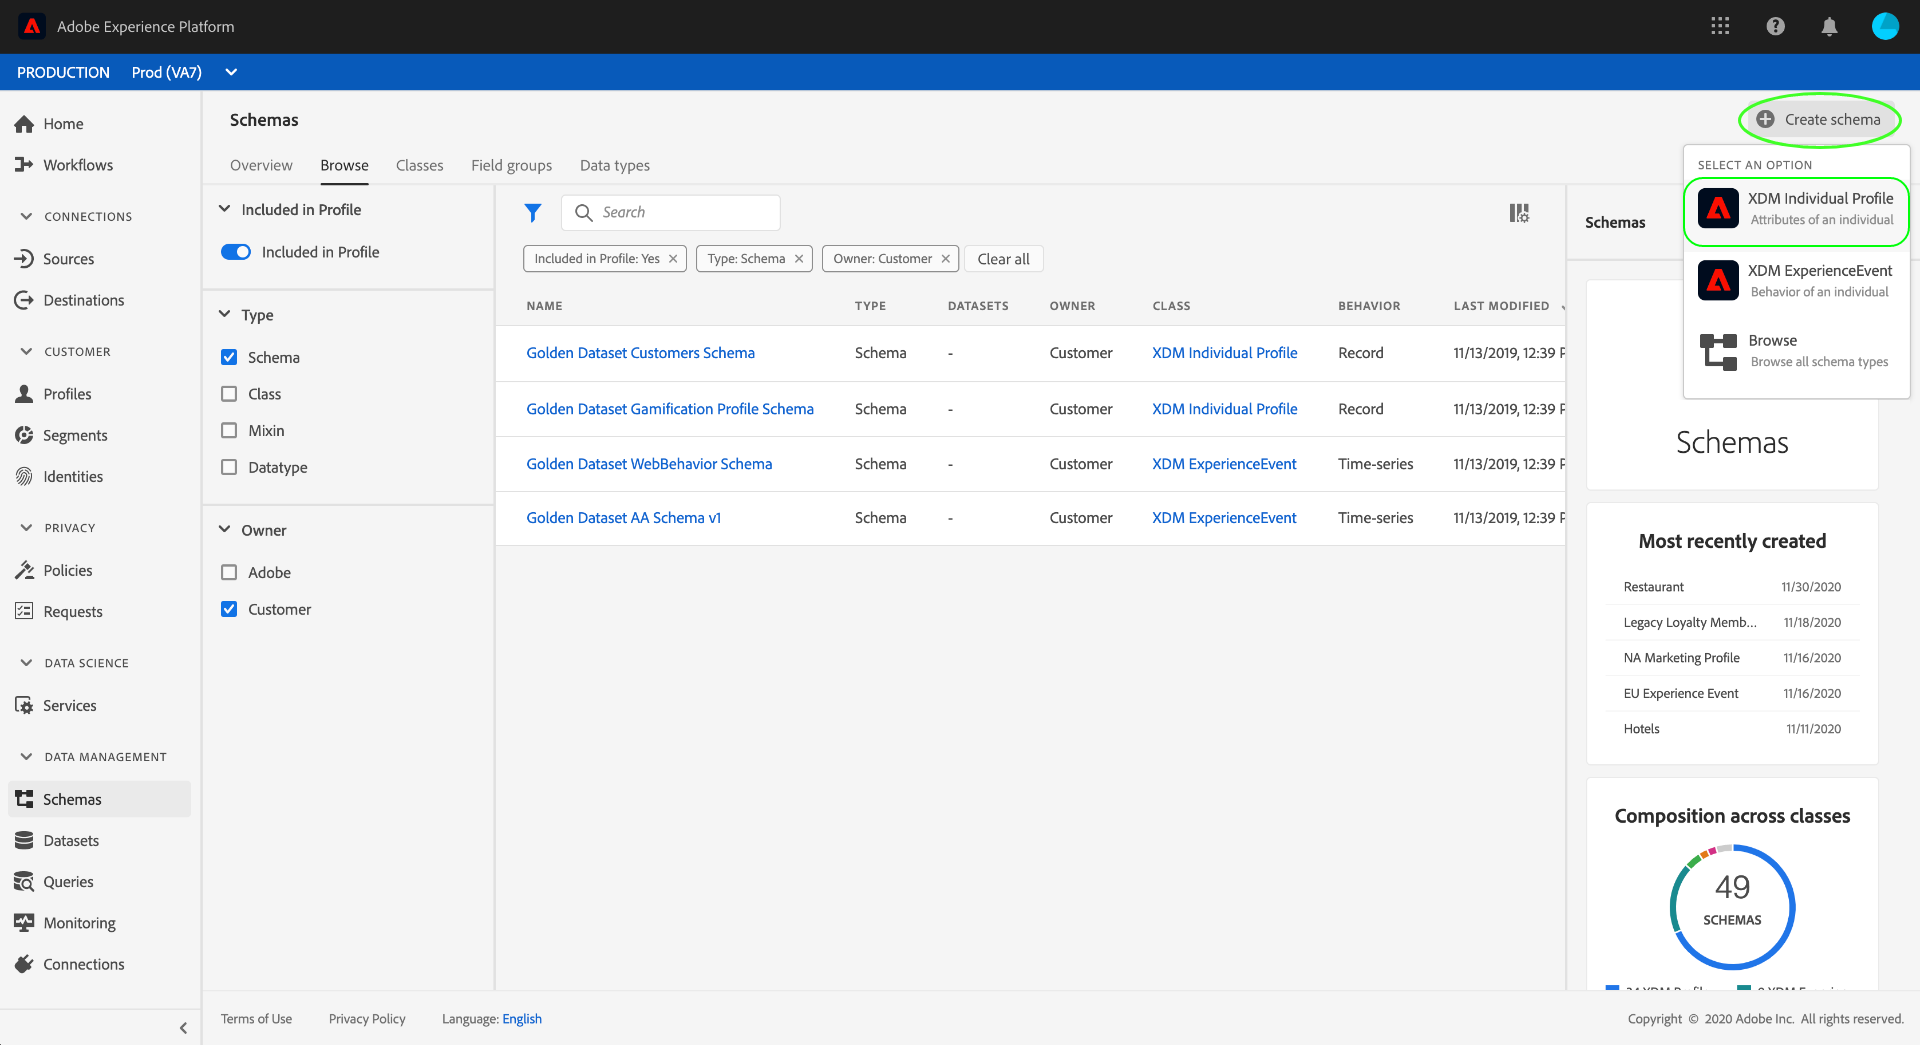 Adobe Experience Platform
PRODUCTION Prod (VA7)
Home
Workflows
CONNECTIONS
Sources
Destinations
CUSTOMER
Profiles
Segments
Identities
PRIVACY
Policies
Requests
DATA SCIENCE
Services
DATA MANAGEMENT
Schemas
Datasets
Queries
Monitoring
Connections
Schemas
Create schema
Overview Browse Classes Field groups Data types
SELECT AN OPTION
XDM Individual Profile
Attributes of an individual
XDM ExperienceEvent
Behavior of an individual
Browse
Browse all schema types
Included in Profile
Included in Profile
Type
Schema
Class
Mixin
Datatype
Owner
Adobe
Customer
Search
Included in Profile: Yes Type: Schema Owner: Customer Clear all
NAME TYPE DATASETS OWNER CLASS BEHAVIOR LAST MODIFIED
Golden Dataset Customers Schema Schema - Customer XDM Individual Profile Record 11/13/2019, 12:39 P
Golden Dataset Gamification Profile Schema Schema - Customer XDM Individual Profile Record 11/13/2019, 12:39 P
Golden Dataset WebBehavior Schema Schema - Customer XDM ExperienceEvent Time-series 11/13/2019, 12:39 P
Golden Dataset AA Schema v1 Schema - Customer XDM ExperienceEvent Time-series 11/13/2019, 12:39 P
Schemas
Schemas
Most recently created
Restaurant 11/30/2020
Legacy Loyalty Memb... 11/18/2020
NA Marketing Profile 11/16/2020
EU Experience Event 11/16/2020
Hotels 11/11/2020
Composition across classes
49
SCHEMAS
Terms of Use Privacy Policy Language: English
Copyright © 2020 Adobe Inc. All rights reserved.